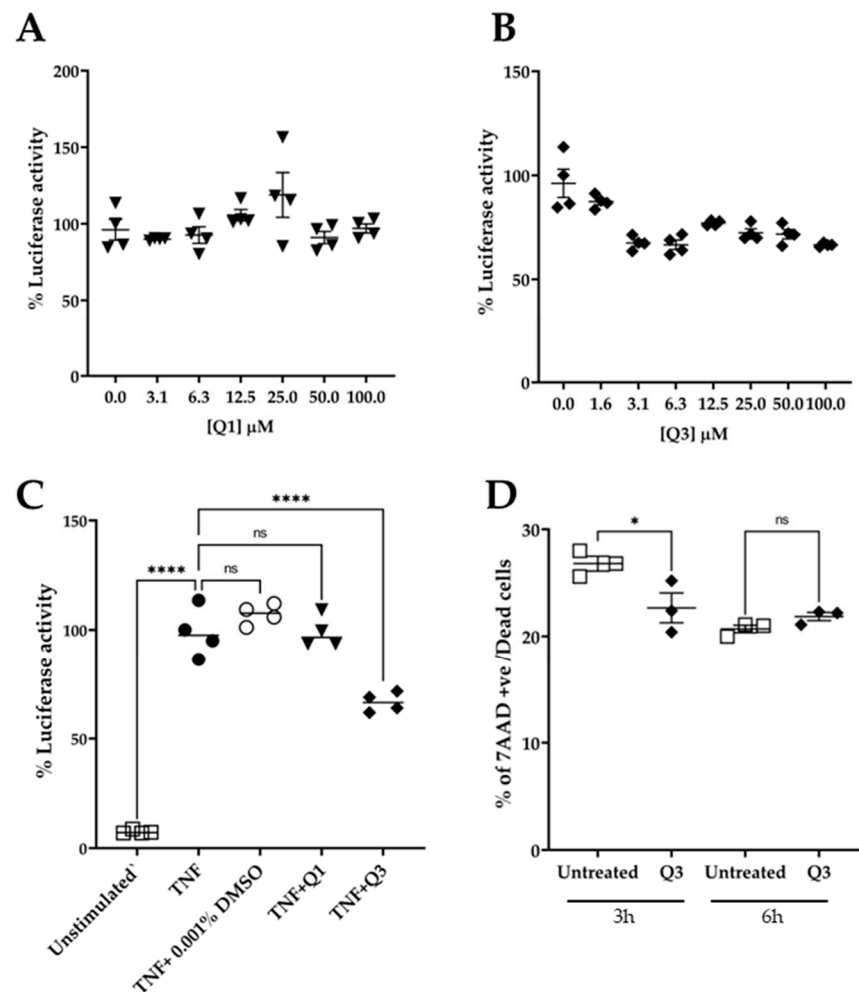 A
% Luciferase activity
200
150
100
50
0
0.0 3.1 6.3 12.5 25.0 50.0 100.0
[Q1] μM
B
% Luciferase activity
150
100
50
0
0.0 1.6 3.1 6.3 12.5 25.0 50.0 100.0
[Q3] μM
C
% Luciferase activity
150
100
50
0
****
ns
**** ns
Unstimulated`
TNF
TNF+ 0.001% DMSO
TNF+Q1
TNF+Q3
D
% of 7AAD +ve /Dead cells
30
20
10
0
* ns
Untreated Q3 Untreated Q3
3h 6h